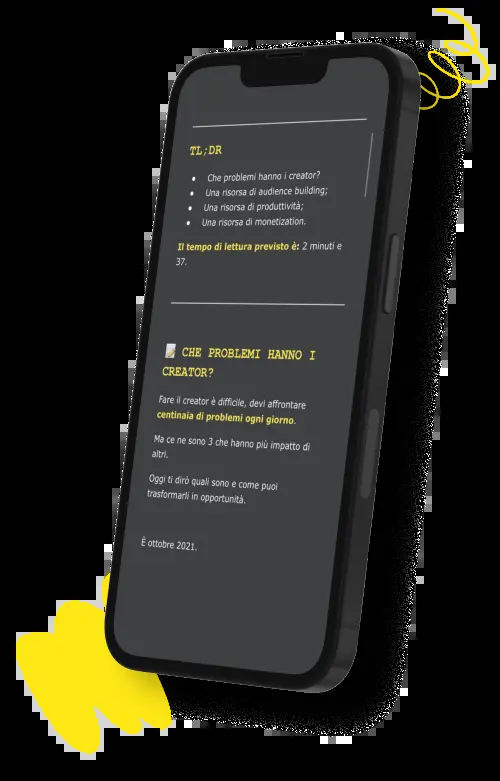 TL;DR
• Che problemi hanno i creator?
• Una risorsa di audience building;
• Una risorsa di produttività;
• Una risorsa di monetization.
Il tempo di lettura previsto è: 2 minuti e
37.
📝 CHE PROBLEMI HANNO I
CREATOR?
Fare il creator è difficile, devi affrontare
centinaia di problemi ogni giorno.
Ma ce ne sono 3 che hanno più impatto di
altri.
Oggi ti dirò quali sono e come puoi
trasformarli in opportunità.
È ottobre 2021.